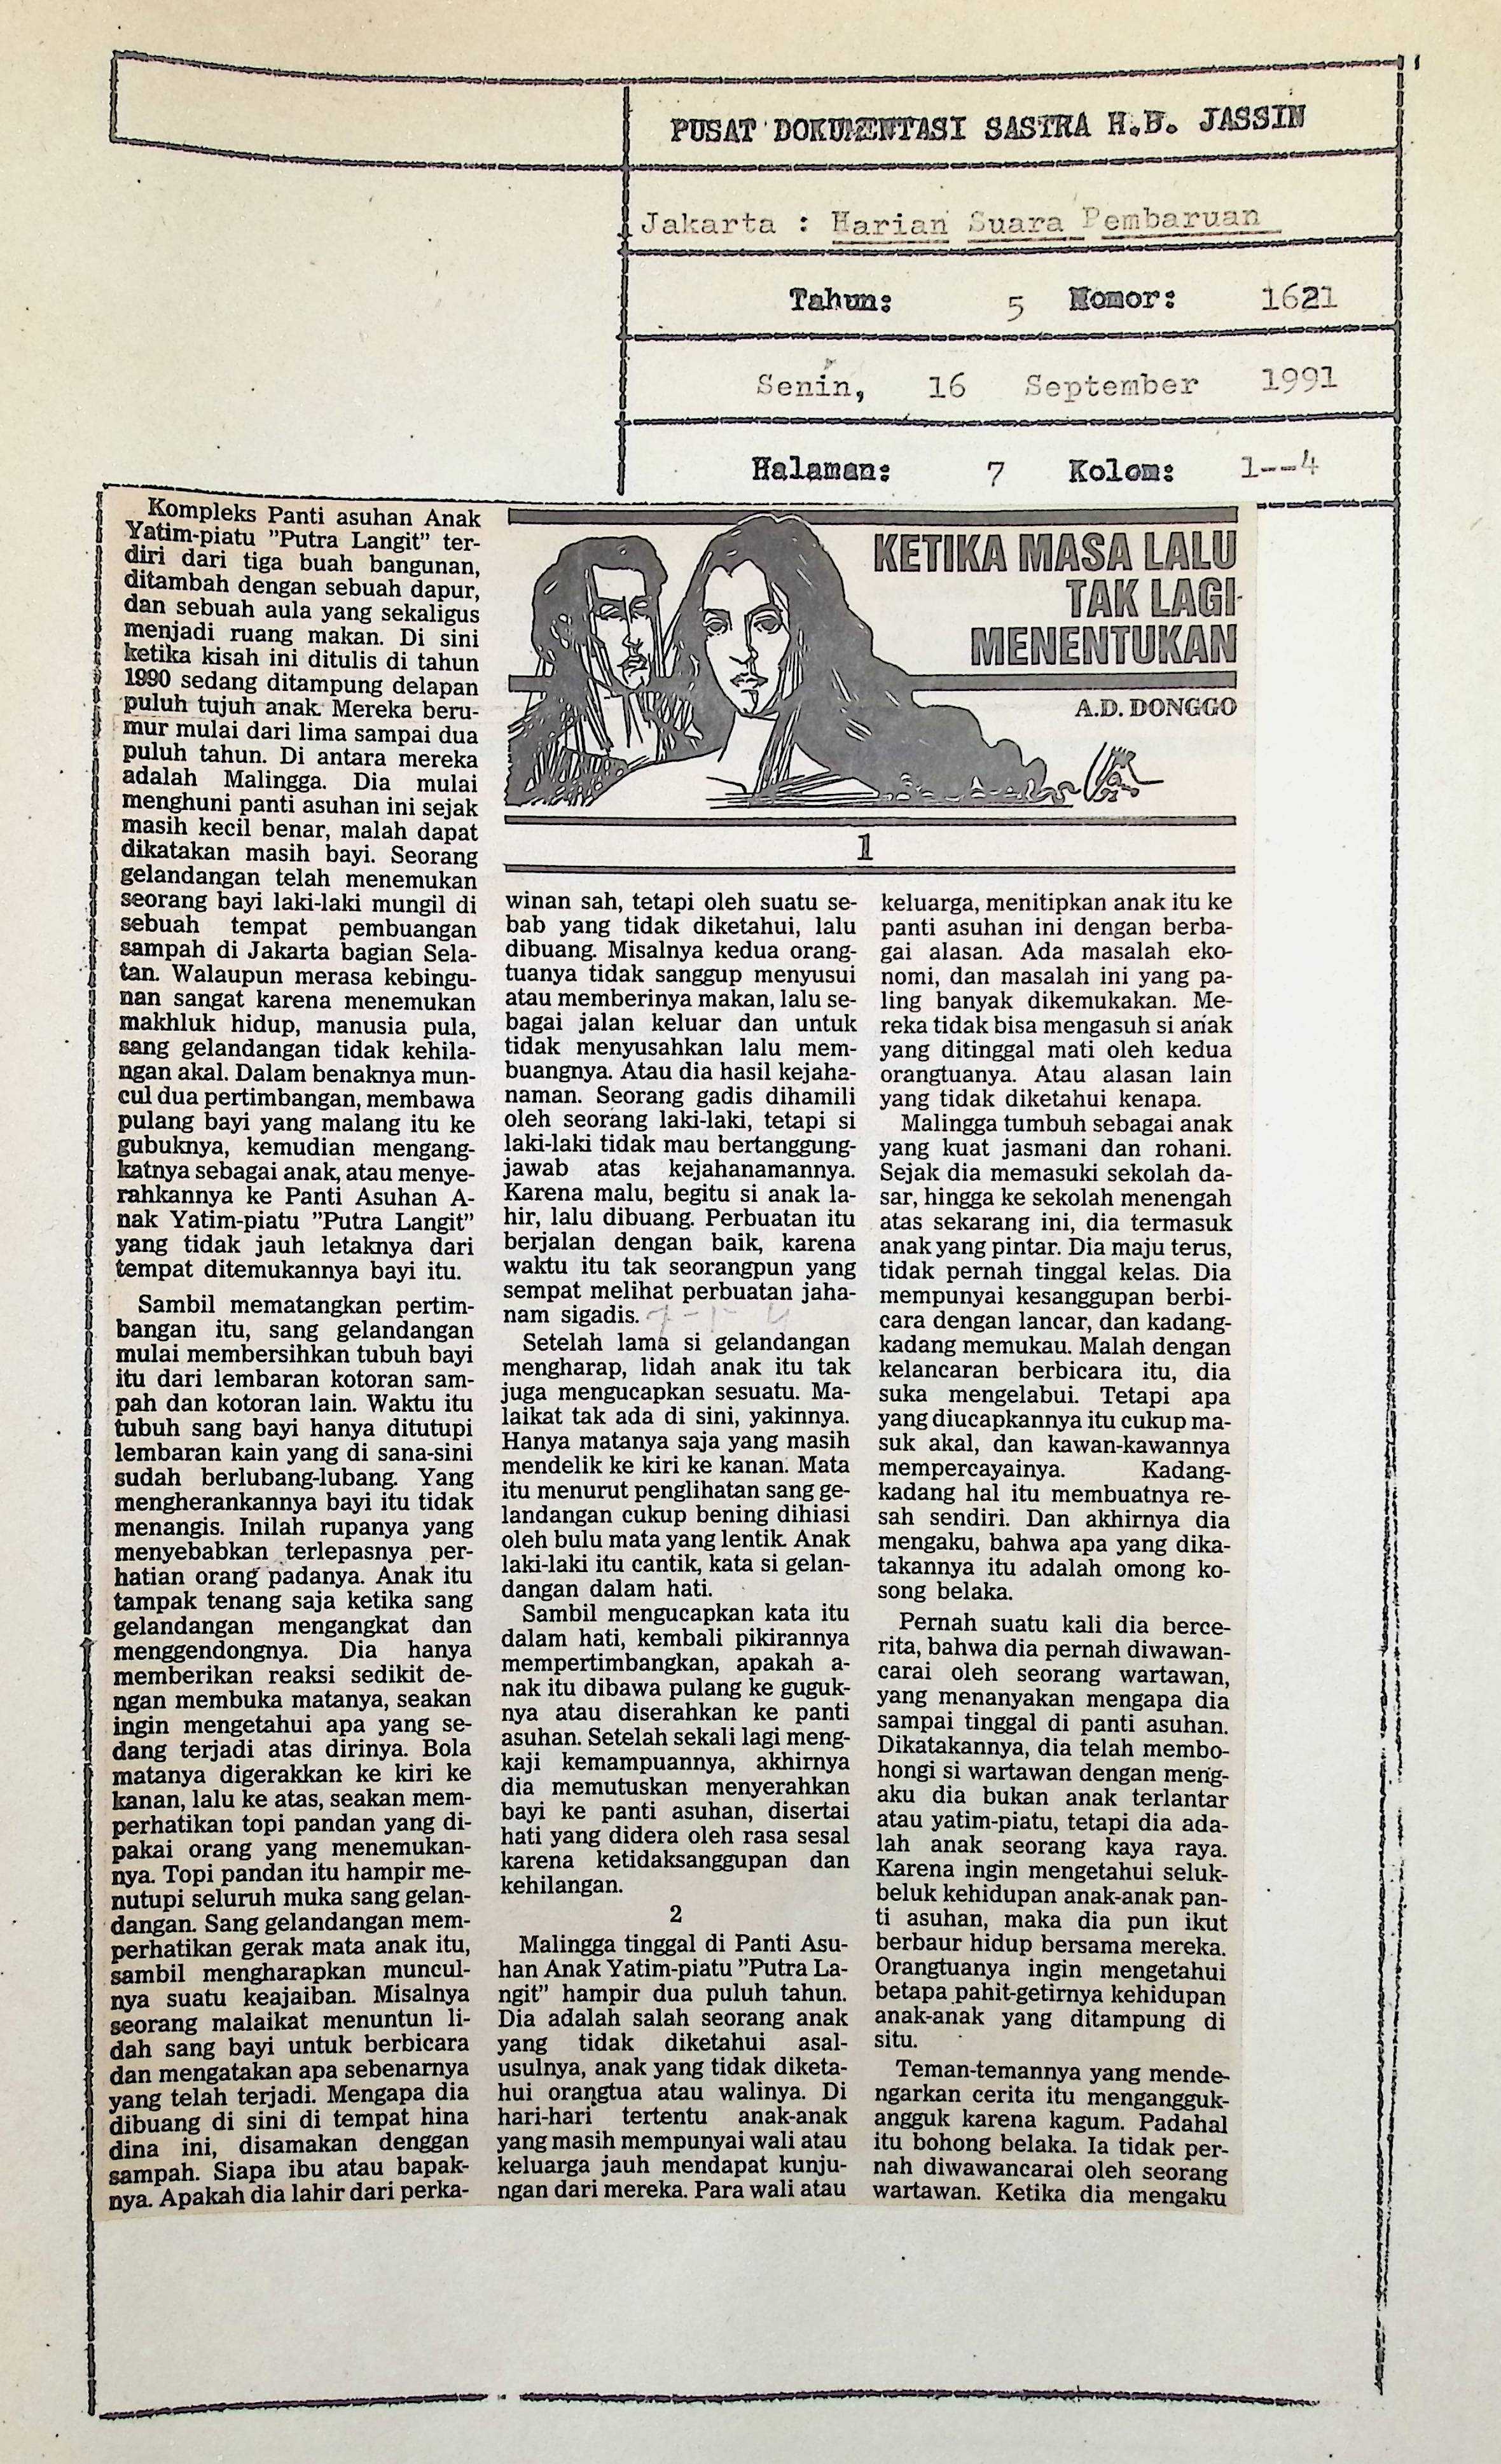 PUSAT DOKUMENTASI SASTRA H.B. JASSIN
Jakarta : Harian Suara Pembaruan
Tahun: 5 Nomor: 1621
Senin, 16 September 1991
Halaman: 7 Kolom: 1--4
KETIKA MASA LALU
TAK LAGI
MENENTUKAN
A.D. DONGGO
1
Kompleks Panti asuhan Anak
Yatim-piatu ”Putra Langit” ter-
diri dari tiga buah bangunan,
ditambah dengan sebuah dapur,
dan sebuah aula yang sekaligus
menjadi ruang makan. Di sini
ketika kisah ini ditulis di tahun
1990 sedang ditampung delapan
puluh tujuh anak. Mereka beru-
mur mulai dari lima sampai dua
puluh tahun. Di antara mereka
adalah Malingga. Dia mulai
menghuni panti asuhan ini sejak
masih kecil benar, malah dapat
dikatakan masih bayi. Seorang
gelandangan telah menemukan
seorang bayi laki-laki mungil di
sebuah tempat pembuangan
sampah di Jakarta bagian Sela-
tan. Walaupun merasa kebingu-
nan sangat karena menemukan
makhluk hidup, manusia pula,
sang gelandangan tidak kehila-
ngan akal. Dalam benaknya mun-
cul dua pertimbangan, membawa
pulang bayi yang malang itu ke
gubuknya, kemudian mengang-
katnya sebagai anak, atau menye-
rahkannya ke Panti Asuhan A-
nak Yatim-piatu ”Putra Langit”
yang tidak jauh letaknya dari
tempat ditemukannya bayi itu.
Sambil mematangkan pertim-
bangan itu, sang gelandangan
mulai membersihkan tubuh bayi
itu dari lembaran kotoran sam-
pah dan kotoran lain. Waktu itu
tubuh sang bayi hanya ditutupi
lembaran kain yang di sana-sini
sudah berlubang-lubang. Yang
mengherankannya bayi itu tidak
menangis. Inilah rupanya yang
menyebabkan terlepasnya per-
hatian orang padanya. Anak itu
tampak tenang saja ketika sang
gelandangan mengangkat dan
menggendongnya. Dia hanya
memberikan reaksi sedikit de-
ngan membuka matanya, seakan
ingin mengetahui apa yang se-
dang terjadi atas dirinya. Bola
matanya digerakkan ke kiri ke
kanan, lalu ke atas, seakan mem-
perhatikan topi pandan yang di-
pakai orang yang menemukan-
nya. Topi pandan itu hampir me-
nutupi seluruh muka sang gelan-
dangan. Sang gelandangan mem-
perhatikan gerak mata anak itu,
sambil mengharapkan muncul-
nya suatu keajaiban. Misalnya
seorang malaikat menuntun li-
dah sang bayi untuk berbicara
dan mengatakan apa sebenarnya
yang telah terjadi. Mengapa dia
dibuang di sini di tempat hina
dina ini, disamakan denggan
sampah. Siapa ibu atau bapak-
nya. Apakah dia lahir dari perka-
winan sah, tetapi oleh suatu se-
bab yang tidak diketahui, lalu
dibuang. Misalnya kedua orang-
tuanya tidak sanggup menyusui
atau memberinya makan, lalu se-
bagai jalan keluar dan untuk
tidak menyusahkan lalu mem-
buangnya. Atau dia hasil kejaha-
naman. Seorang gadis dihamili
oleh seorang laki-laki, tetapi si
laki-laki tidak mau bertanggung-
jawab atas kejahanamannya.
Karena malu, begitu si anak la-
hir, lalu dibuang. Perbuatan itu
berjalan dengan baik, karena
waktu itu tak seorangpun yang
sempat melihat perbuatan jaha-
nam sigadis. 7-1- 4
Setelah lama si gelandangan
mengharap, lidah anak itu tak
juga mengucapkan sesuatu. Ma-
laikat tak ada di sini, yakinnya.
Hanya matanya saja yang masih
mendelik ke kiri ke kanan. Mata
itu menurut penglihatan sang ge-
landangan cukup bening dihiasi
oleh bulu mata yang lentik. Anak
laki-laki itu cantik, kata si gelan-
dangan dalam hati.
Sambil mengucapkan kata itu
dalam hati, kembali pikirannya
mempertimbangkan, apakah a-
nak itu dibawa pulang ke guguk-
nya atau diserahkan ke panti
asuhan. Setelah sekali lagi meng-
kaji kemampuannya, akhirnya
dia memutuskan menyerahkan
bayi ke panti asuhan, disertai
hati yang didera oleh rasa sesal
karena ketidaksanggupan dan
kehilangan.
2
Malingga tinggal di Panti Asu-
han Anak Yatim-piatu ”Putra La-
ngit” hampir dua puluh tahun.
Dia adalah salah seorang anak
yang tidak diketahui asal-
usulnya, anak yang tidak diketa-
hui orangtua atau walinya. Di
hari-hari tertentu anak-anak
yang masih mempunyai wali atau
keluarga jauh mendapat kunju-
ngan dari mereka. Para wali atau
keluarga, menitipkan anak itu ke
panti asuhan ini dengan berba-
gai alasan. Ada masalah eko-
nomi, dan masalah ini yang pa-
ling banyak dikemukakan. Me-
reka tidak bisa mengasuh si anak
yang ditinggal mati oleh kedua
orangtuanya. Atau alasan lain
yang tidak diketahui kenapa.
Malingga tumbuh sebagai anak
yang kuat jasmani dan rohani.
Sejak dia memasuki sekolah da-
sar, hingga ke sekolah menengah
atas sekarang ini, dia termasuk
anak yang pintar. Dia maju terus,
tidak pernah tinggal kelas. Dia
mempunyai kesanggupan berbi-
cara dengan lancar, dan kadang-
kadang memukau. Malah dengan
kelancaran berbicara itu, dia
suka mengelabui. Tetapi apa
yang diucapkannya itu cukup ma-
suk akal, dan kawan-kawannya
mempercayainya. Kadang-
kadang hal itu membuatnya re-
sah sendiri. Dan akhirnya dia
mengaku, bahwa apa yang dika-
takannya itu adalah omong ko-
song belaka.
Pernah suatu kali dia berce-
rita, bahwa dia pernah diwawan-
carai oleh seorang wartawan,
yang menanyakan mengapa dia
sampai tinggal di panti asuhan.
Dikatakannya, dia telah membo-
hongi si wartawan dengan meng-
aku dia bukan anak terlantar
atau yatim-piatu, tetapi dia ada-
lah anak seorang kaya raya.
Karena ingin mengetahui seluk-
beluk kehidupan anak-anak pan-
ti asuhan, maka dia pun ikut
berbaur hidup bersama mereka.
Orangtuanya ingin mengetahui
betapa pahit-getirnya kehidupan
anak-anak yang ditampung di
situ.
Teman-temannya yang mende-
ngarkan cerita itu mengangguk-
angguk karena kagum. Padahal
itu bohong belaka. Ia tidak per-
nah diwawancarai oleh seorang
wartawan. Ketika dia mengaku